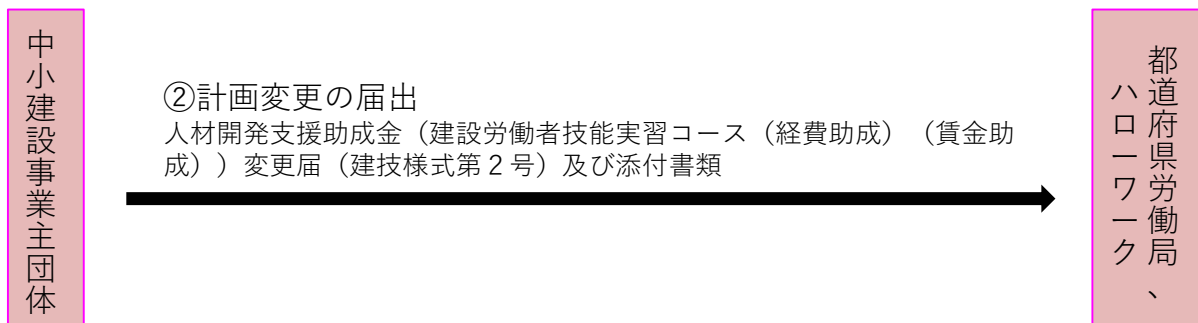 中小建設事業主団体
②計画変更の届出
人材開発支援助成金（建設労働者技能実習コース（経費助成）（賃金助
成））変更届（建技様式第２号）及び添付書類
都道府県労働局、
ハローワーク